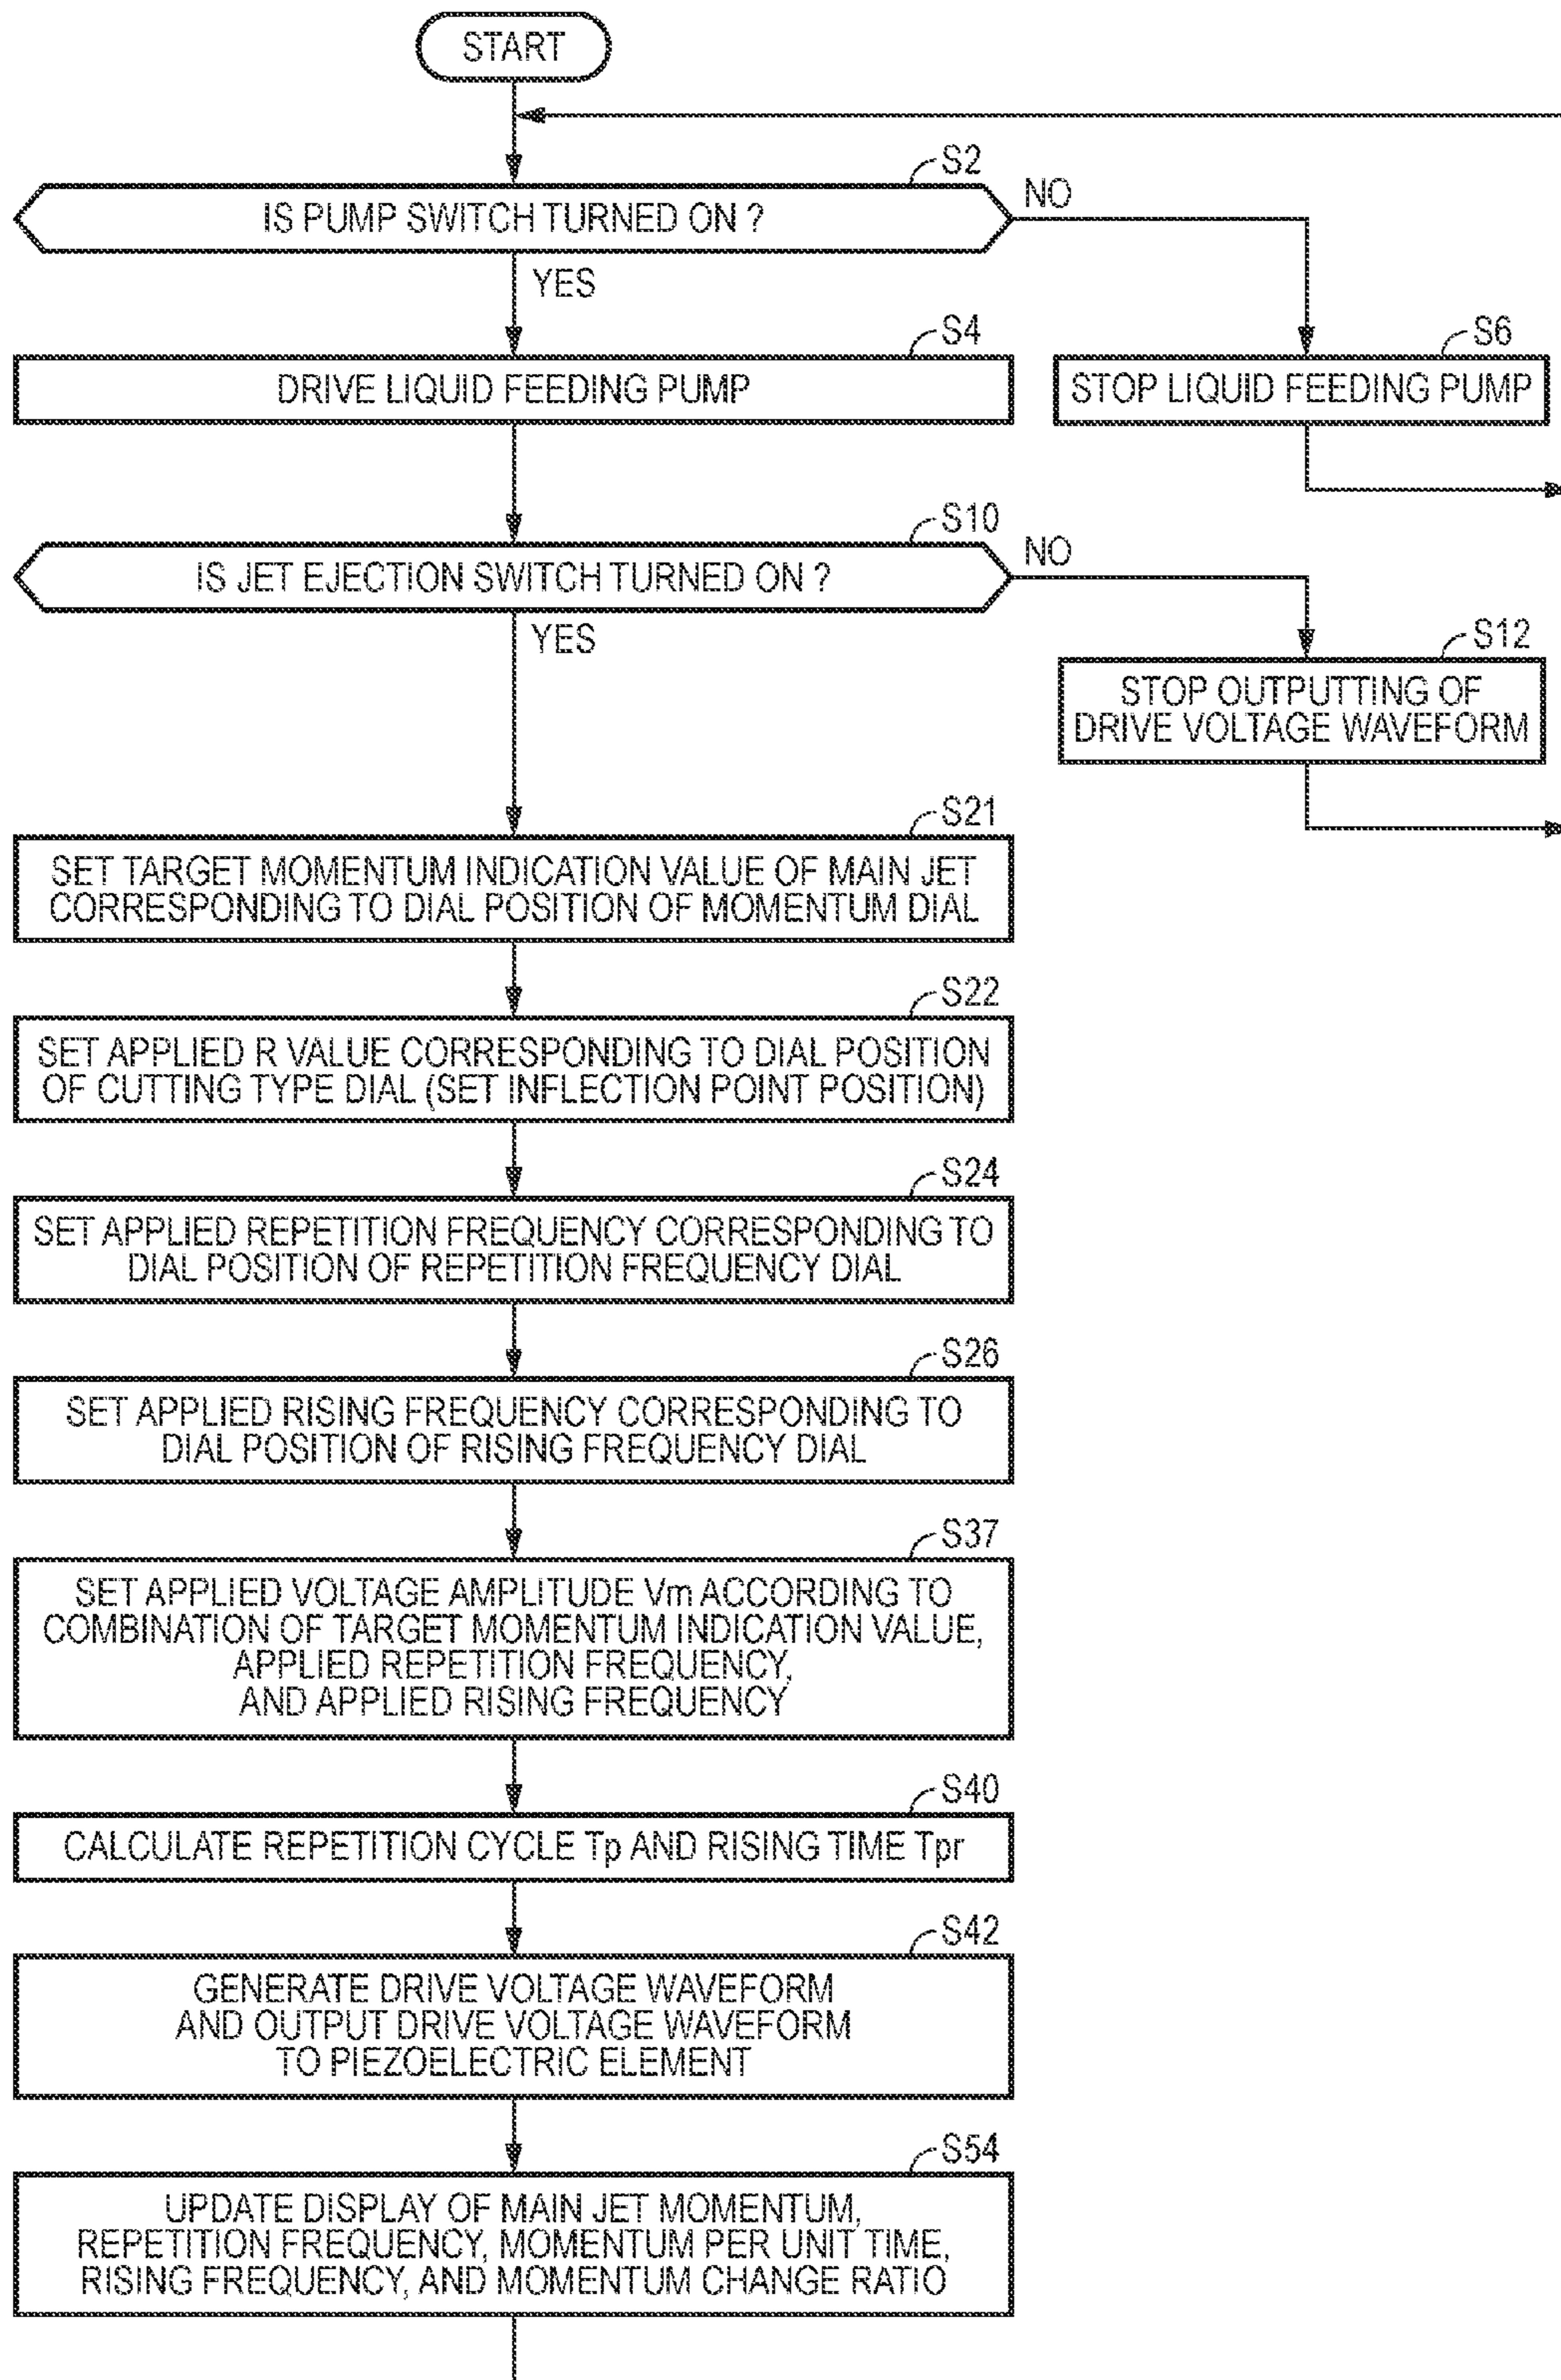 START
S2
IS PUMP SWITCH TURNED ON ?
NO
YES
S4
DRIVE LIQUID FEEDING PUMP
S6
STOP LIQUID FEEDING PUMP
S10
IS JET EJECTION SWITCH TURNED ON ?
NO
YES
S12
STOP OUTPUTTING OF
DRIVE VOLTAGE WAVEFORM
S21
SET TARGET MOMENTUM INDICATION VALUE OF MAIN JET
CORRESPONDING TO DIAL POSITION OF MOMENTUM DIAL
S22
SET APPLIED R VALUE CORRESPONDING TO DIAL POSITION
OF CUTTING TYPE DIAL (SET INFLECTION POINT POSITION)
S24
SET APPLIED REPETITION FREQUENCY CORRESPONDING TO
DIAL POSITION OF REPETITION FREQUENCY DIAL
S26
SET APPLIED RISING FREQUENCY CORRESPONDING TO
DIAL POSITION OF RISING FREQUENCY DIAL
S37
SET APPLIED VOLTAGE AMPLITUDE Vm ACCORDING TO
COMBINATION OF TARGET MOMENTUM INDICATION VALUE,
APPLIED REPETITION FREQUENCY,
AND APPLIED RISING FREQUENCY
S40
CALCULATE REPETITION CYCLE Tp AND RISING TIME Tpr
S42
GENERATE DRIVE VOLTAGE WAVEFORM
AND OUTPUT DRIVE VOLTAGE WAVEFORM
TO PIEZOELECTRIC ELEMENT
S54
UPDATE DISPLAY OF MAIN JET MOMENTUM,
REPETITION FREQUENCY, MOMENTUM PER UNIT TIME,
RISING FREQUENCY, AND MOMENTUM CHANGE RATIO